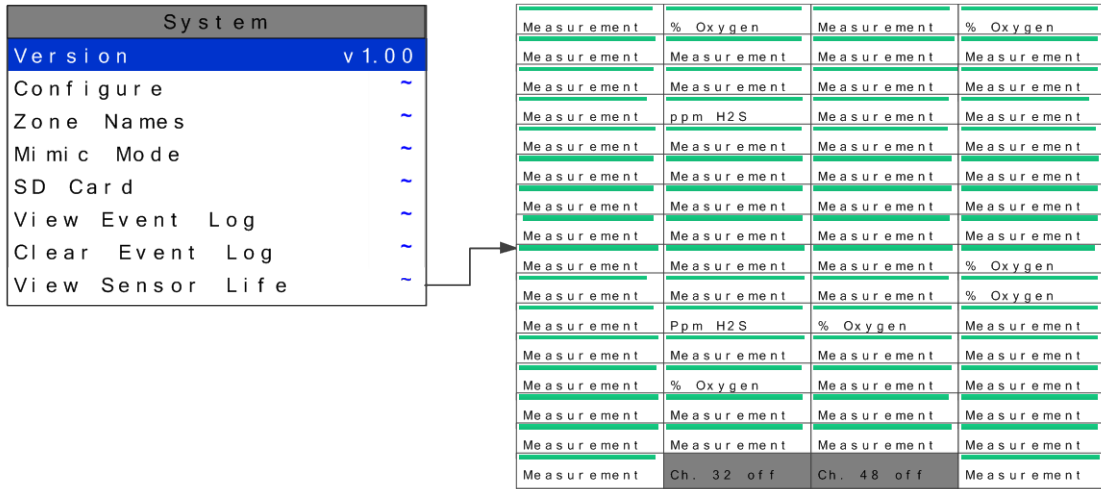 System
Version v1.00
Configure ~
Zone Names ~
Mimic Mode ~
SD Card ~
View Event Log ~
Clear Event Log ~
View Sensor Life ~
Measurement % Oxygen Measurement % Oxygen
Measurement Measurement Measurement Measurement
Measurement Measurement Measurement Measurement
Measurement ppm H2S Measurement Measurement
Measurement Measurement Measurement Measurement
Measurement Measurement Measurement Measurement
Measurement Measurement Measurement Measurement
Measurement Measurement Measurement Measurement
Measurement Measurement Measurement % Oxygen
Measurement Measurement Measurement % Oxygen
Measurement Ppm H2S % Oxygen Measurement
Measurement Measurement Measurement Measurement
Measurement % Oxygen Measurement Measurement
Measurement Measurement Measurement Measurement
Measurement Measurement Measurement Measurement
Measurement Ch. 32 off Ch. 48 off Measurement